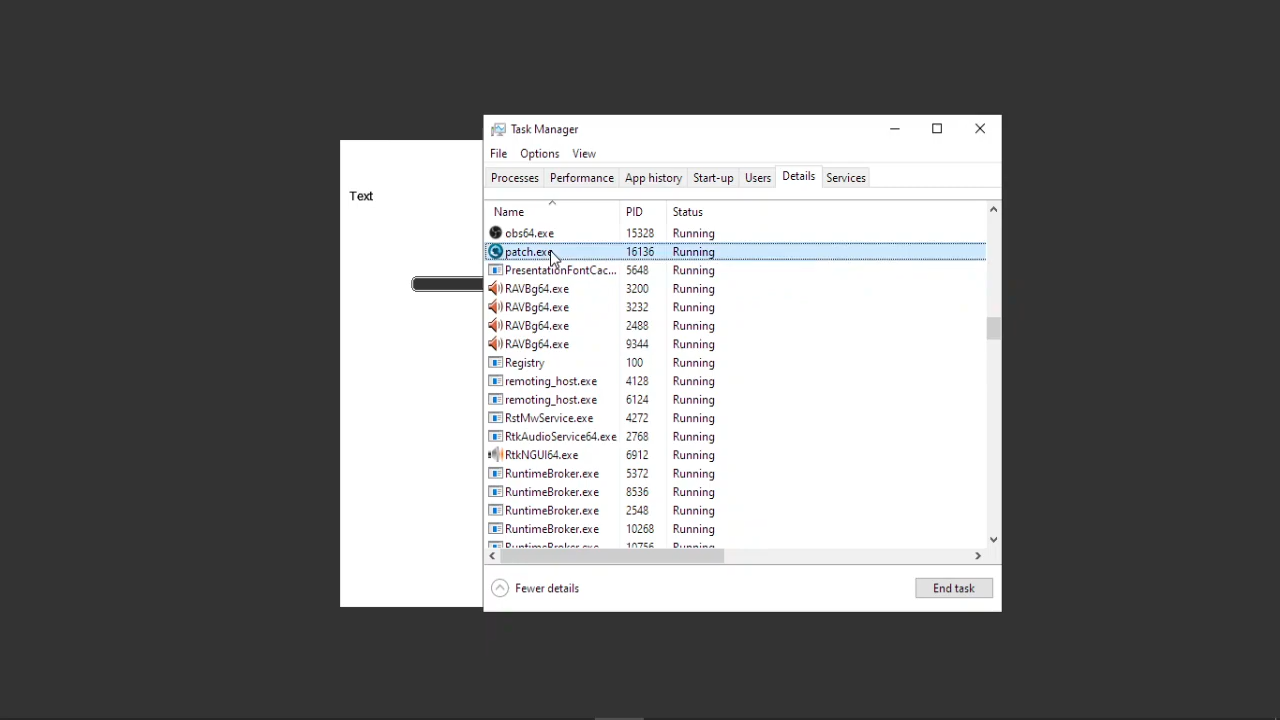 Text
Task Manager
File Options View
Processes Performance App history Start-up Users Details Services
Name PID Status
obs64.exe 15328 Running
patch.exe 16136 Running
PresentationFontCac... 5648 Running
RAVBg64.exe 3200 Running
RAVBg64.exe 3232 Running
RAVBg64.exe 2488 Running
RAVBg64.exe 9344 Running
Registry 100 Running
remoting_host.exe 4128 Running
remoting_host.exe 6124 Running
RstMwService.exe 4272 Running
RtkAudioService64.exe 2768 Running
RtkNGUI64.exe 6912 Running
RuntimeBroker.exe 5372 Running
RuntimeBroker.exe 8536 Running
RuntimeBroker.exe 2548 Running
RuntimeBroker.exe 10268 Running
RuntimeBroker.exe 10756 Running
Fewer details End task